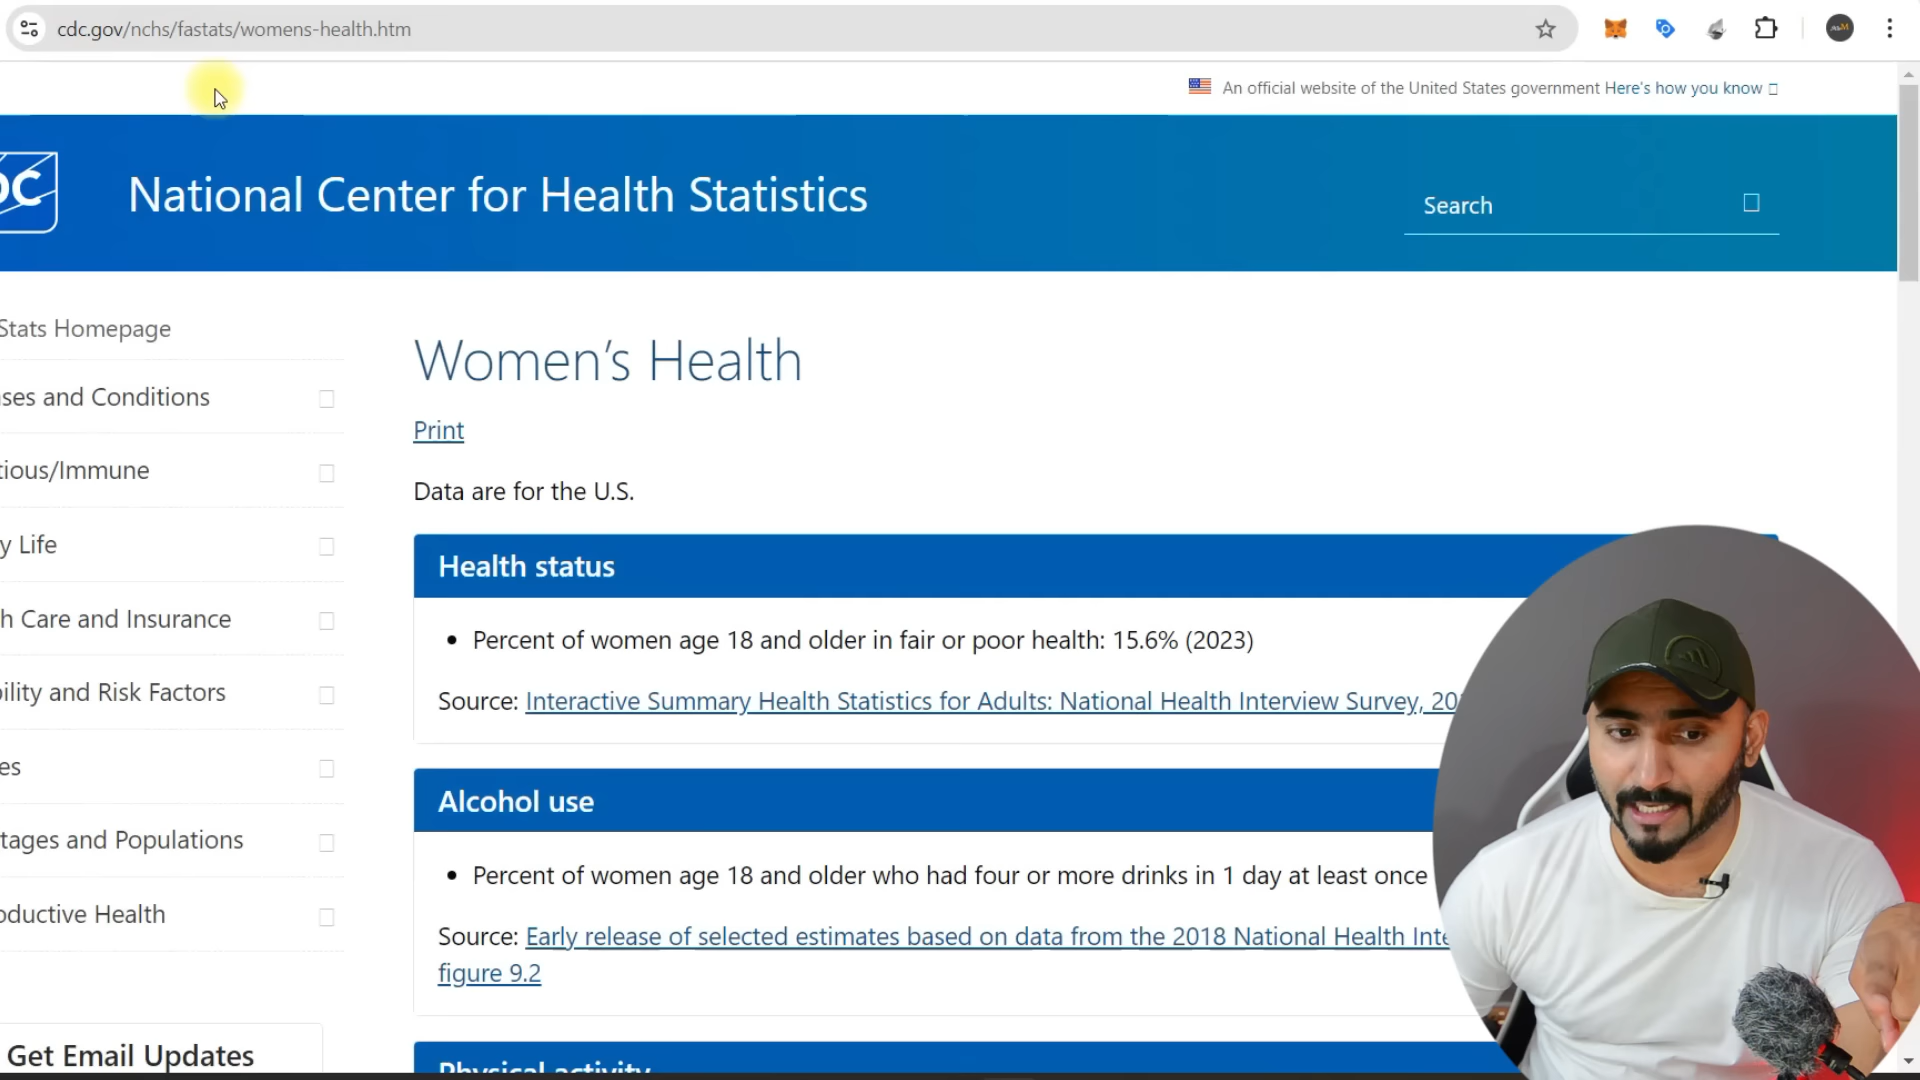 cdc.gov/nchs/fastats/womens-health.htm
An official website of the United States government Here's how you know
National Center for Health Statistics
Search
Stats Homepage
ases and Conditions
tious/Immune
y Life
h Care and Insurance
bility and Risk Factors
es
tages and Populations
oductive Health
Get Email Updates
Women's Health
Print
Data are for the U.S.
Health status
• Percent of women age 18 and older in fair or poor health: 15.6% (2023)
Source: Interactive Summary Health Statistics for Adults: National Health Interview Survey, 20
Alcohol use
• Percent of women age 18 and older who had four or more drinks in 1 day at least once
Source: Early release of selected estimates based on data from the 2018 National Health Inte
figure 9.2
Physical activity